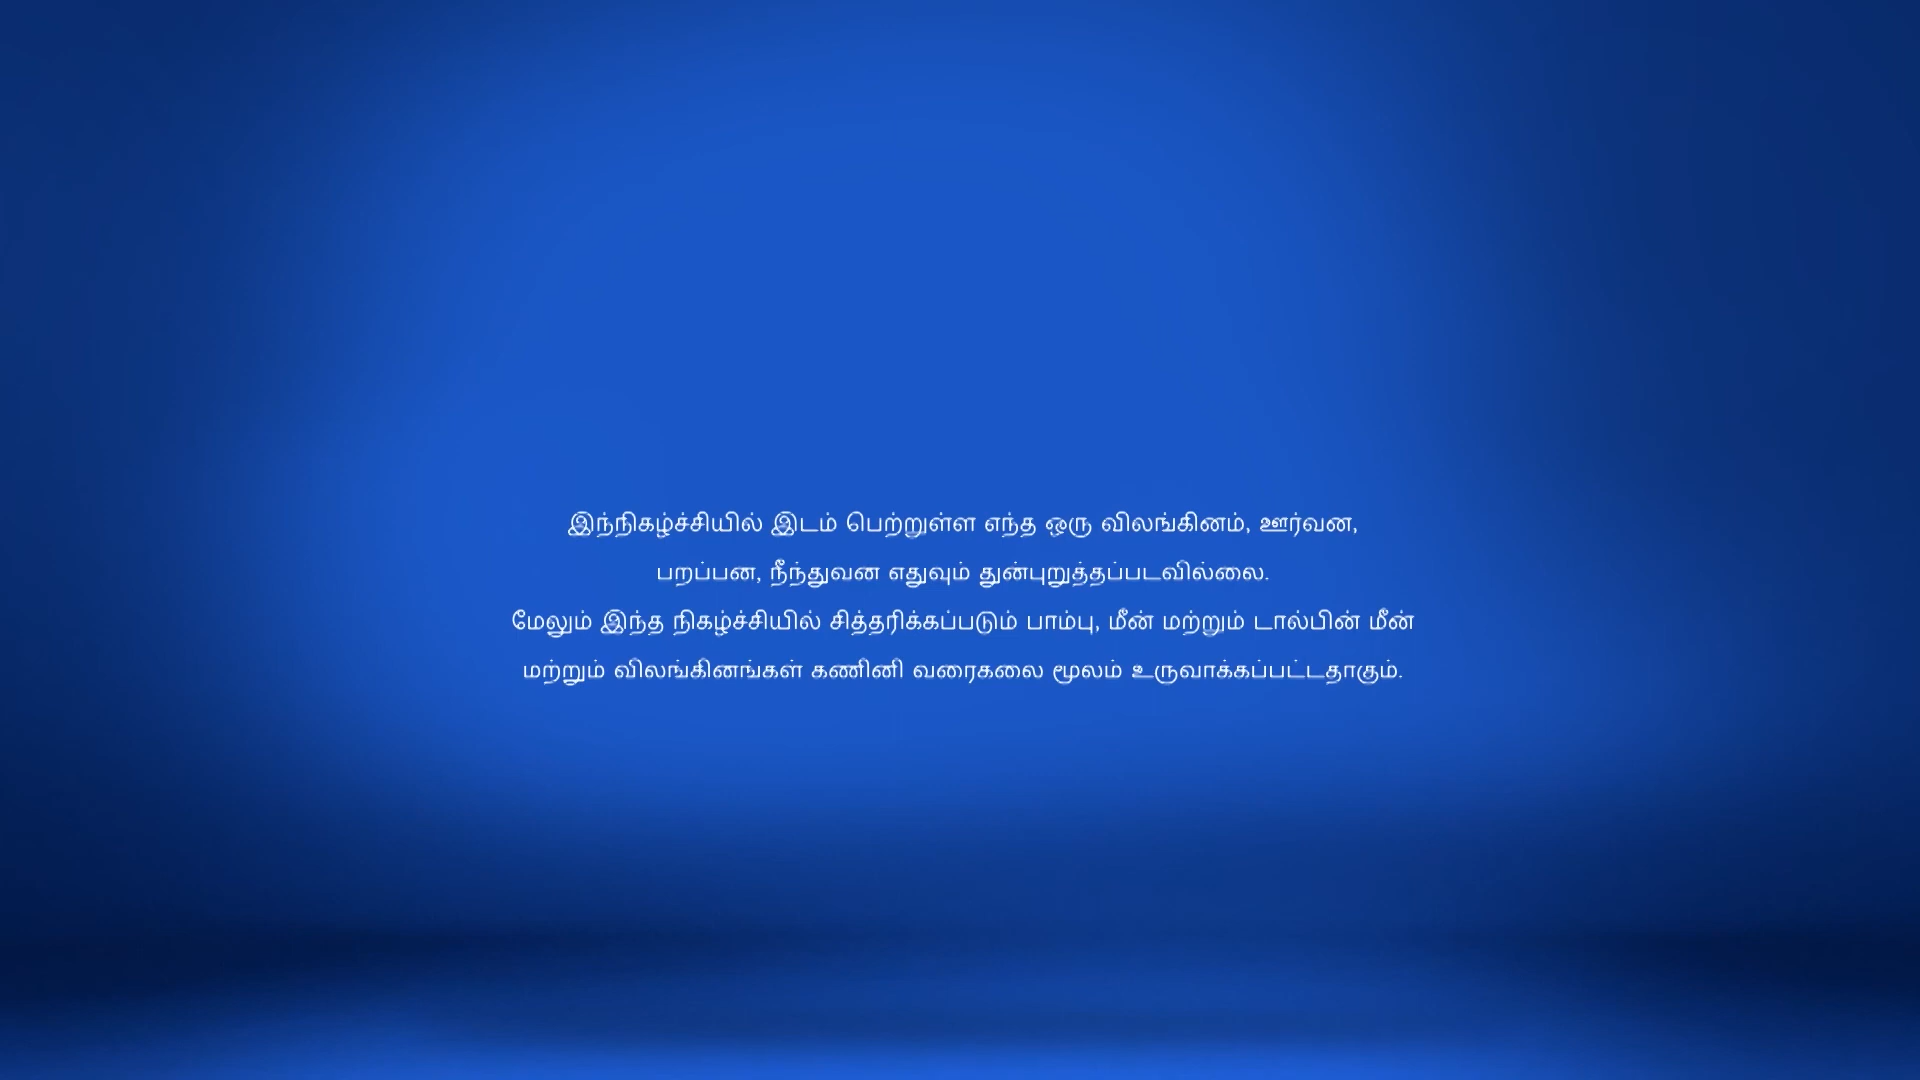 இந்நிகழ்ச்சியில் இடம் பெற்றுள்ள எந்த ஒரு விலங்கினம், ஊர்வன,
பறப்பன, நீந்துவன எதுவும் துன்புறுத்தப்படவில்லை.
மேலும் இந்த நிகழ்ச்சியில் சித்தரிக்கப்படும் பாம்பு, மீன் மற்றும் டால்பின் மீன்
மற்றும் விலங்கினங்கள் கணினி வரைகலை மூலம் உருவாக்கப்பட்டதாகும்.